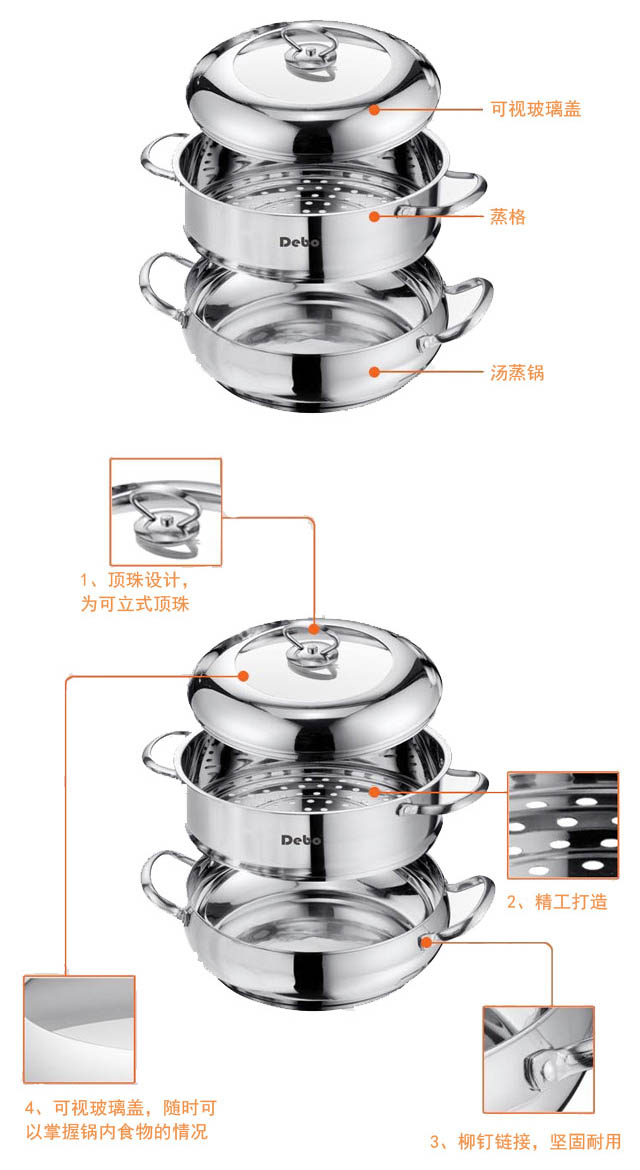 可视玻璃盖
蒸格
Debo
汤蒸锅
1、顶珠设计，
为可立式顶珠
Debo
2、精工打造
4、可视玻璃盖，随时可
以掌握锅内食物的情况
3、柳钉链接，坚固耐用